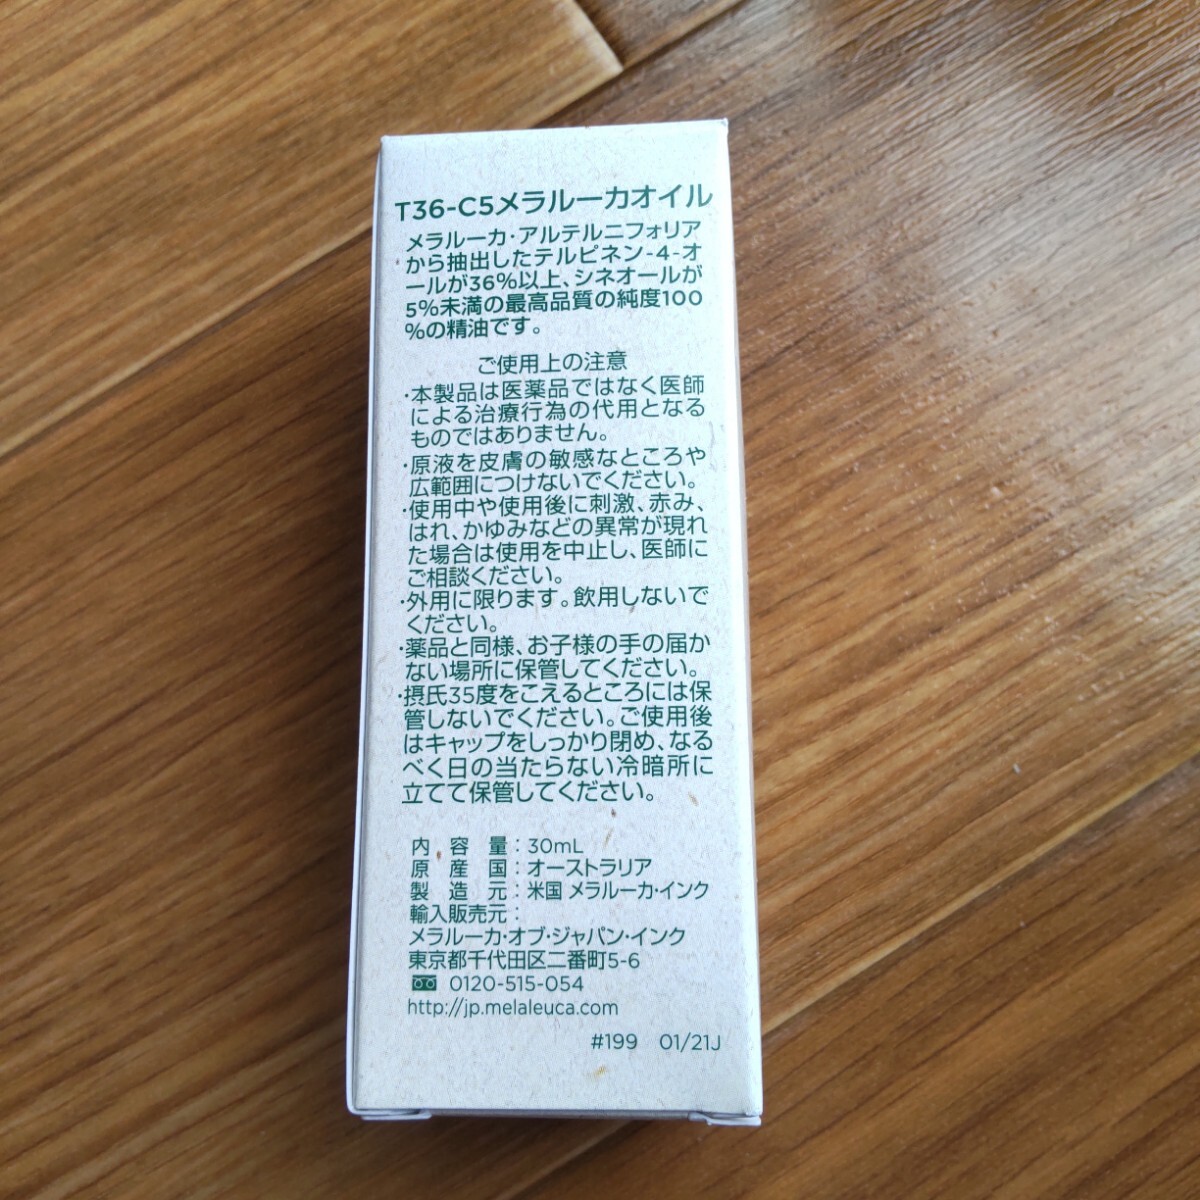 T36-C5メラルーカオイル
メラルーカ・アルテルニフォリア
から抽出したテルピネン-4-オ
ールが36%以上、シネオールが
5%未満の最高品質の純度100
%の精油です。
ご使用上の注意
・本製品は医薬品ではなく医師
による治療行為の代用となる
ものではありません。
・原液を皮膚の敏感なところや
広範囲につけないでください。
・使用中や使用後に刺激、赤み、
はれ、かゆみなどの異常が現れ
た場合は使用を中止し、医師に
ご相談ください。
・外用に限ります。飲用しないで
ください。
・薬品と同様、お子様の手の届か
ない場所に保管してください。
・摂氏35度をこえるところには保
管しないでください。ご使用後
はキャップをしっかり閉め、なる
べく日の当たらない冷暗所に
立てて保管してください。
内容量：30mL
原産国：オーストラリア
製造元：米国 メラルーカ・インク
輸入販売元：
メラルーカ・オブ・ジャパン・インク
東京都千代田区二番町5-6
0120-515-054
http://jp.melaleuca.com
#199 01/21J